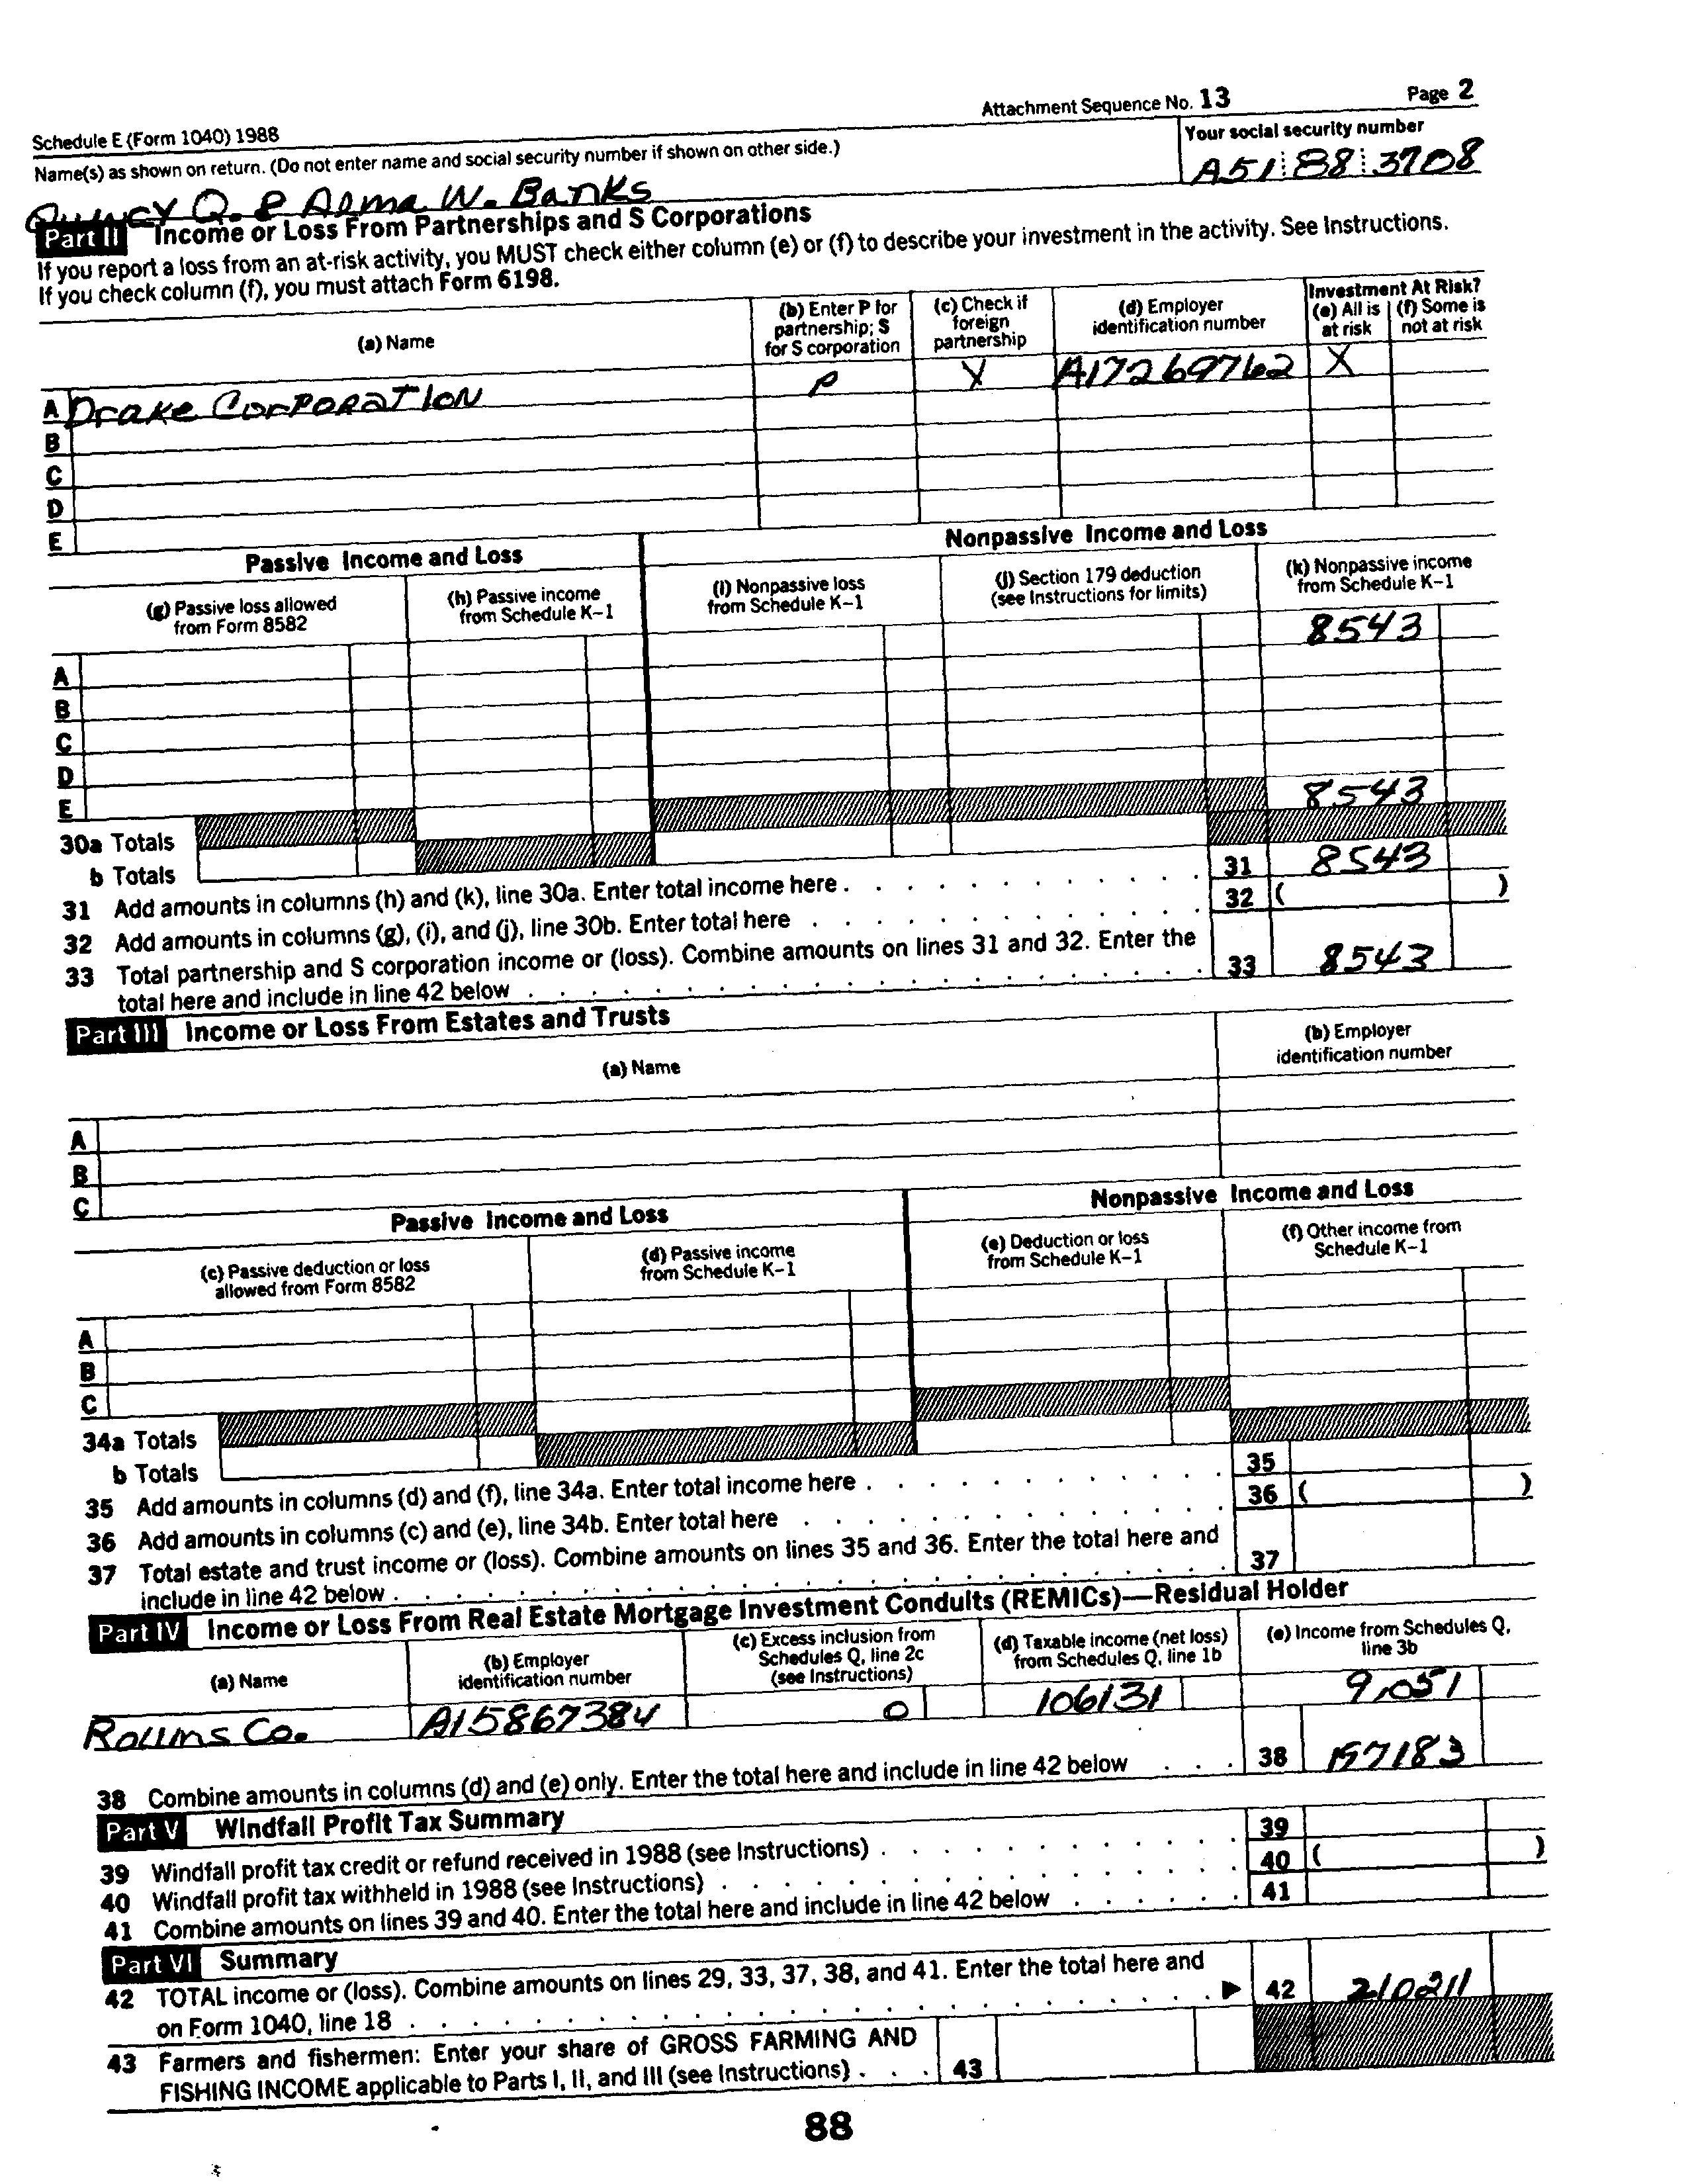 Schedule E (Form 1040) 1988 Attachment Sequence No. 13 Page 2
Name(s) as shown on return. (Do not enter name and social security number if shown on other side.) Your social security number
Quincy Q. & Alma W. Banks A51 88 3708
Part II Income or Loss From Partnerships and S Corporations
If you report a loss from an at-risk activity, you MUST check either column (e) or (f) to describe your investment in the activity. See Instructions.
If you check column (f), you must attach Form 6198.
(a) Name
(b) Enter P for partnership; S for S corporation
(c) Check if foreign partnership
(d) Employer identification number
Investment At Risk?
(e) All is at risk
(f) Some is not at risk
A Drake Corporation P X A17269762 X
B
C
D
E
Passive Income and Loss Nonpassive Income and Loss
(g) Passive loss allowed from Form 8582
(h) Passive income from Schedule K-1
(i) Nonpassive loss from Schedule K-1
(j) Section 179 deduction (see Instructions for limits)
(k) Nonpassive income from Schedule K-1
A 8543
B
C
D
E
30a Totals 8543
b Totals
31 Add amounts in columns (h) and (k), line 30a. Enter total income here 31 8543
32 Add amounts in columns (g), (i), and (j), line 30b. Enter total here 32 ( )
33 Total partnership and S corporation income or (loss). Combine amounts on lines 31 and 32. Enter the
total here and include in line 42 below 33 8543
Part III Income or Loss From Estates and Trusts
(a) Name
(b) Employer identification number
A
B
C
Passive Income and Loss Nonpassive Income and Loss
(c) Passive deduction or loss allowed from Form 8582
(d) Passive income from Schedule K-1
(e) Deduction or loss from Schedule K-1
(f) Other income from Schedule K-1
A
B
C
34a Totals
b Totals
35 Add amounts in columns (d) and (f), line 34a. Enter total income here 35
36 Add amounts in columns (c) and (e), line 34b. Enter total here 36 ( )
37 Total estate and trust income or (loss). Combine amounts on lines 35 and 36. Enter the total here and
include in line 42 below 37
Part IV Income or Loss From Real Estate Mortgage Investment Conduits (REMICs)—Residual Holder
(a) Name
(b) Employer identification number
(c) Excess inclusion from Schedules Q, line 2c (see Instructions)
(d) Taxable income (net loss) from Schedules Q, line 1b
(e) Income from Schedules Q, line 3b
Rollins Co. A15867384 0 106131 9,051
38 Combine amounts in columns (d) and (e) only. Enter the total here and include in line 42 below 38
Part V Windfall Profit Tax Summary
39 Windfall profit tax credit or refund received in 1988 (see Instructions) 39
40 Windfall profit tax withheld in 1988 (see Instructions) 40 ( )
41 Combine amounts on lines 39 and 40. Enter the total here and include in line 42 below 41
Part VI Summary
42 TOTAL income or (loss). Combine amounts on lines 29, 33, 37, 38, and 41. Enter the total here and
on Form 1040, line 18 ▶ 42 210211
43 Farmers and fishermen: Enter your share of GROSS FARMING AND
FISHING INCOME applicable to Parts I, II, and III (see Instructions) 43
88